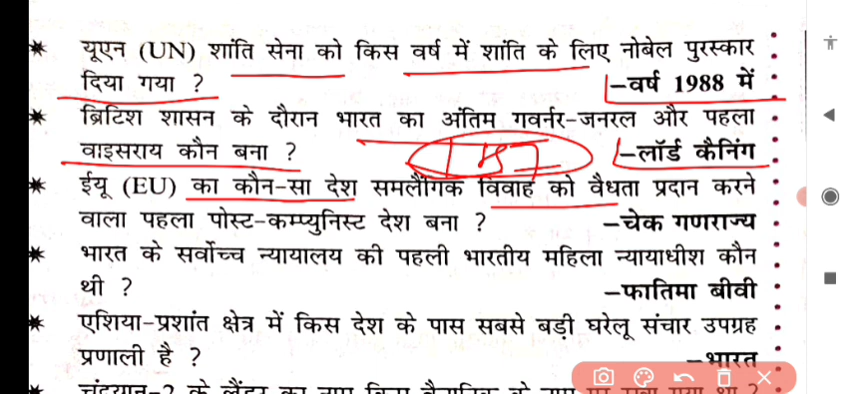 * यूएन (UN) शांति सेना को किस वर्ष में शांति के लिए नोबेल पुरस्कार
दिया गया ? –वर्ष 1988 में
* ब्रिटिश शासन के दौरान भारत का अंतिम गवर्नर-जनरल और पहला
वाइसराय कौन बना ? –लॉर्ड कैनिंग
* ईयू (EU) का कौन-सा देश समलैंगिक विवाह को वैधता प्रदान करने
वाला पहला पोस्ट-कम्प्युनिस्ट देश बना ? –चेक गणराज्य
* भारत के सर्वोच्च न्यायालय की पहली भारतीय महिला न्यायाधीश कौन
थी ? –फातिमा बीवी
* एशिया-प्रशांत क्षेत्र में किस देश के पास सबसे बड़ी घरेलू संचार उपग्रह
प्रणाली है ? –भारत